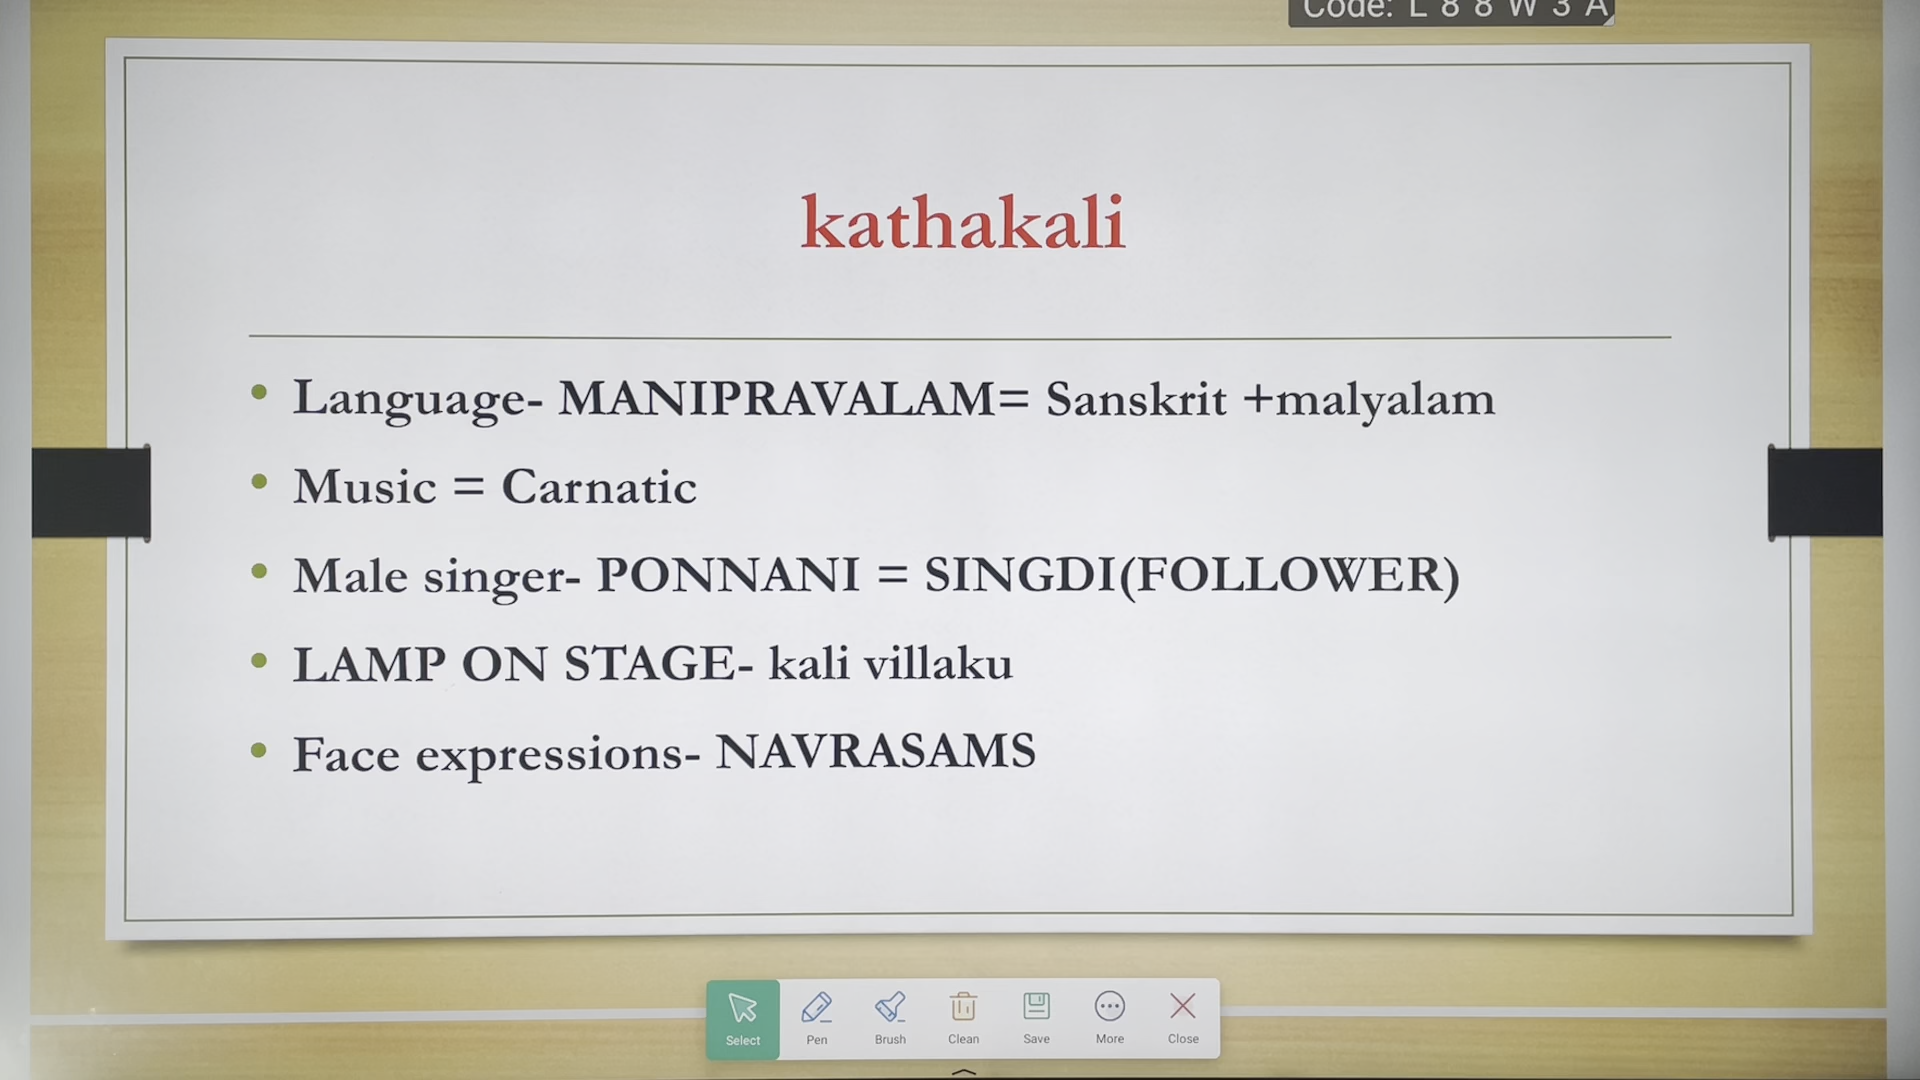 Code: L 8 8 W 3 A
kathakali
• Language- MANIPRAVALAM= Sanskrit +malyalam
• Music = Carnatic
• Male singer- PONNANI = SINGDI(FOLLOWER)
• LAMP ON STAGE- kali villaku
• Face expressions- NAVRASAMS
Select Pen Brush Clean Save More Close